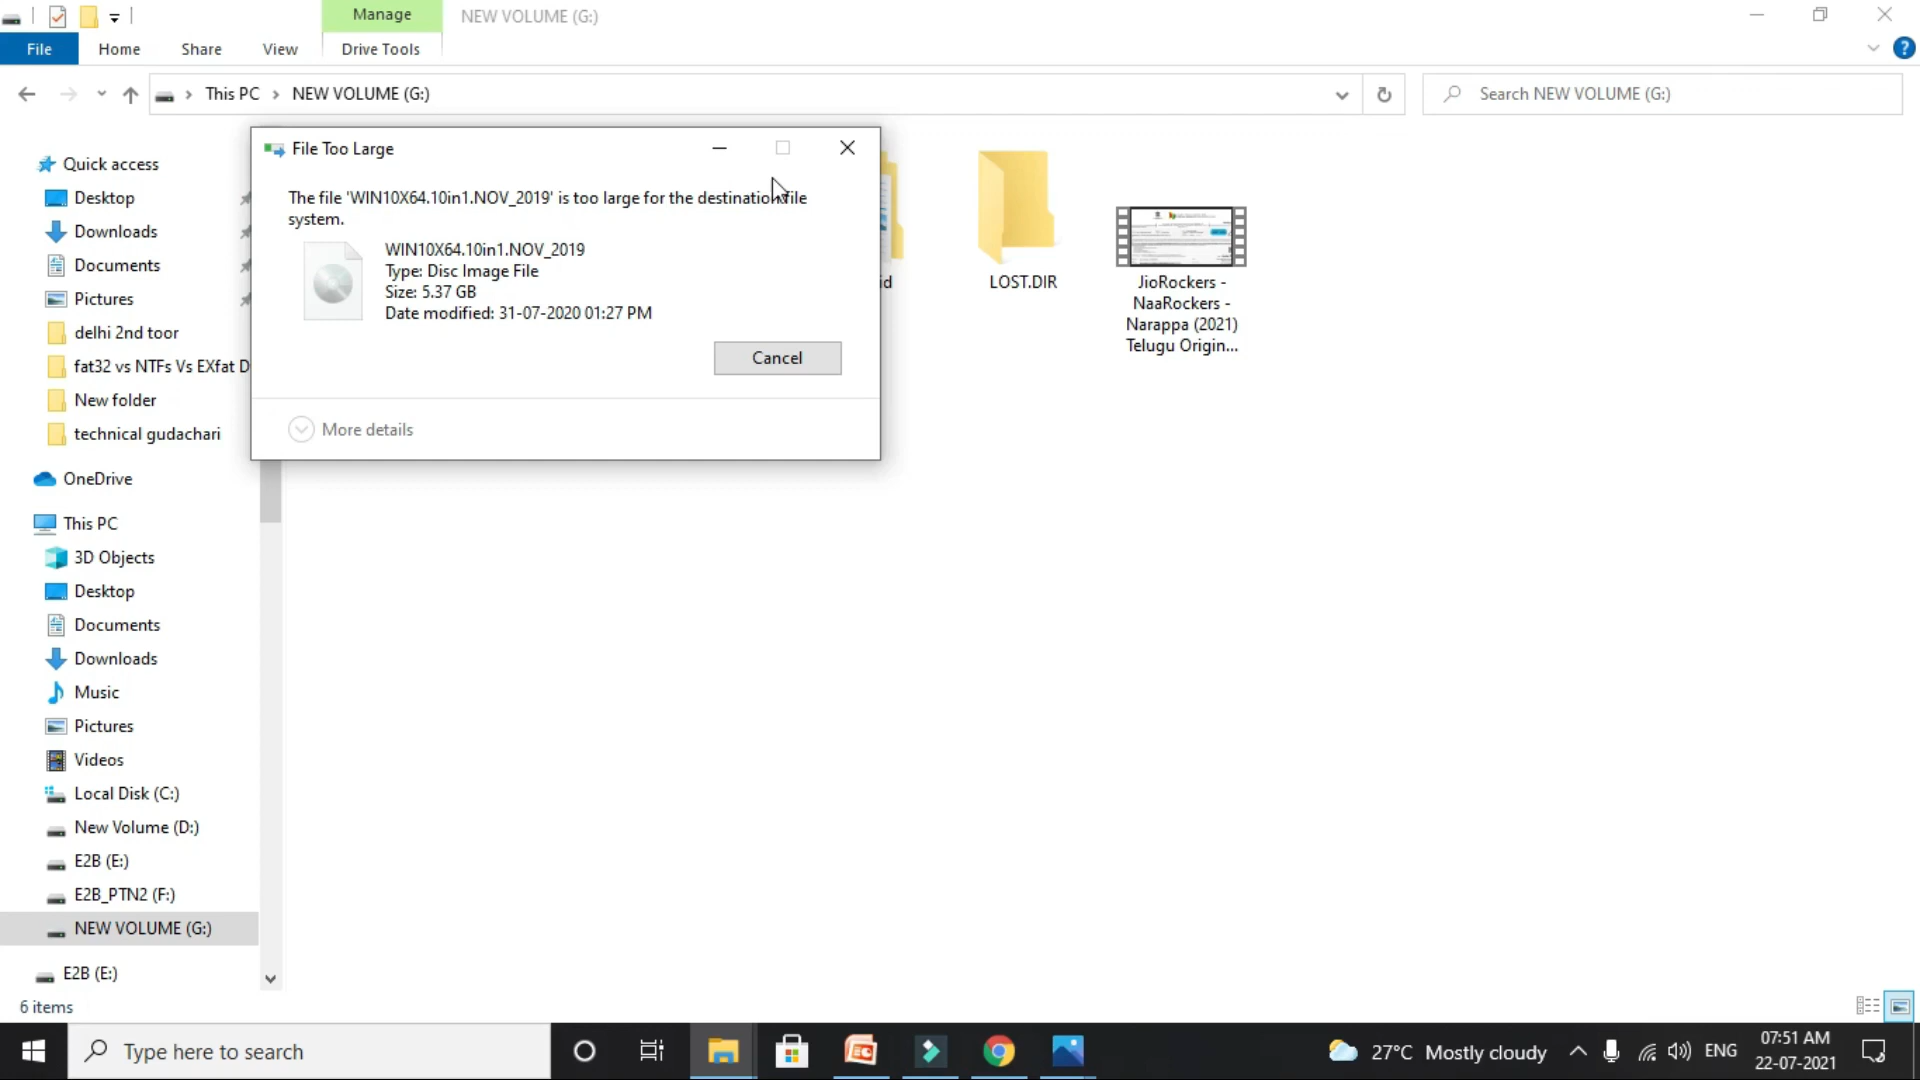 Manage
NEW VOLUME (G:)
File
Home
Share
View
Drive Tools
This PC
NEW VOLUME (G:)
Search NEW VOLUME (G:)
File Too Large
The file 'WIN10X64.10in1.NOV_2019' is too large for the destination file
system.
WIN10X64.10in1.NOV_2019
Type: Disc Image File
Size: 5.37 GB
Date modified: 31-07-2020 01:27 PM
Cancel
More details
id
LOST.DIR
JioRockers -
NaaRockers -
Narappa (2021)
Telugu Origin...
Quick access
Desktop
Downloads
Documents
Pictures
delhi 2nd toor
fat32 vs NTFs Vs EXfat D
New folder
technical gudachari
OneDrive
This PC
3D Objects
Desktop
Documents
Downloads
Music
Pictures
Videos
Local Disk (C:)
New Volume (D:)
E2B (E:)
E2B_PTN2 (F:)
NEW VOLUME (G:)
E2B (E:)
6 items
Type here to search
27°C Mostly cloudy
ENG
07:51 AM
22-07-2021